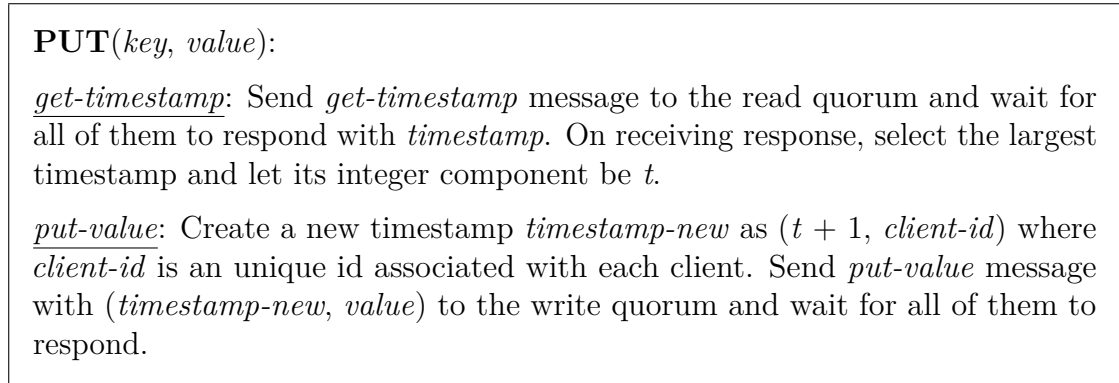 PUT(key, value):
get-timestamp: Send get-timestamp message to the read quorum and wait for
all of them to respond with timestamp. On receiving response, select the largest
timestamp and let its integer component be t.
put-value: Create a new timestamp timestamp-new as (t + 1, client-id) where
client-id is an unique id associated with each client. Send put-value message
with (timestamp-new, value) to the write quorum and wait for all of them to
respond.